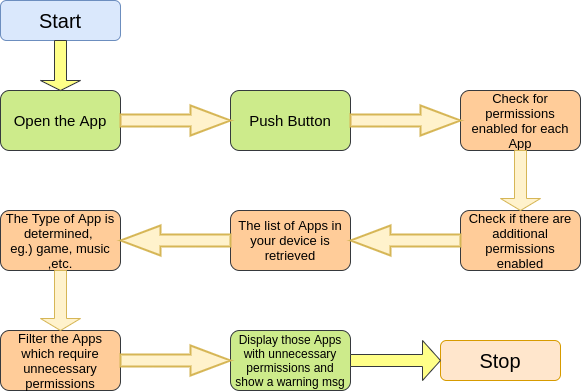 Start
Open the App
Push Button
Check for
permissions
enabled for each
App
Check if there are
additional
permissions
enabled
The list of Apps in
your device is
retrieved
The Type of App is
determined,
eg.) game, music
,etc.
Filter the Apps
which require
unnecessary
permissions
Display those Apps
with unnecessary
permissions and
show a warning msg
Stop